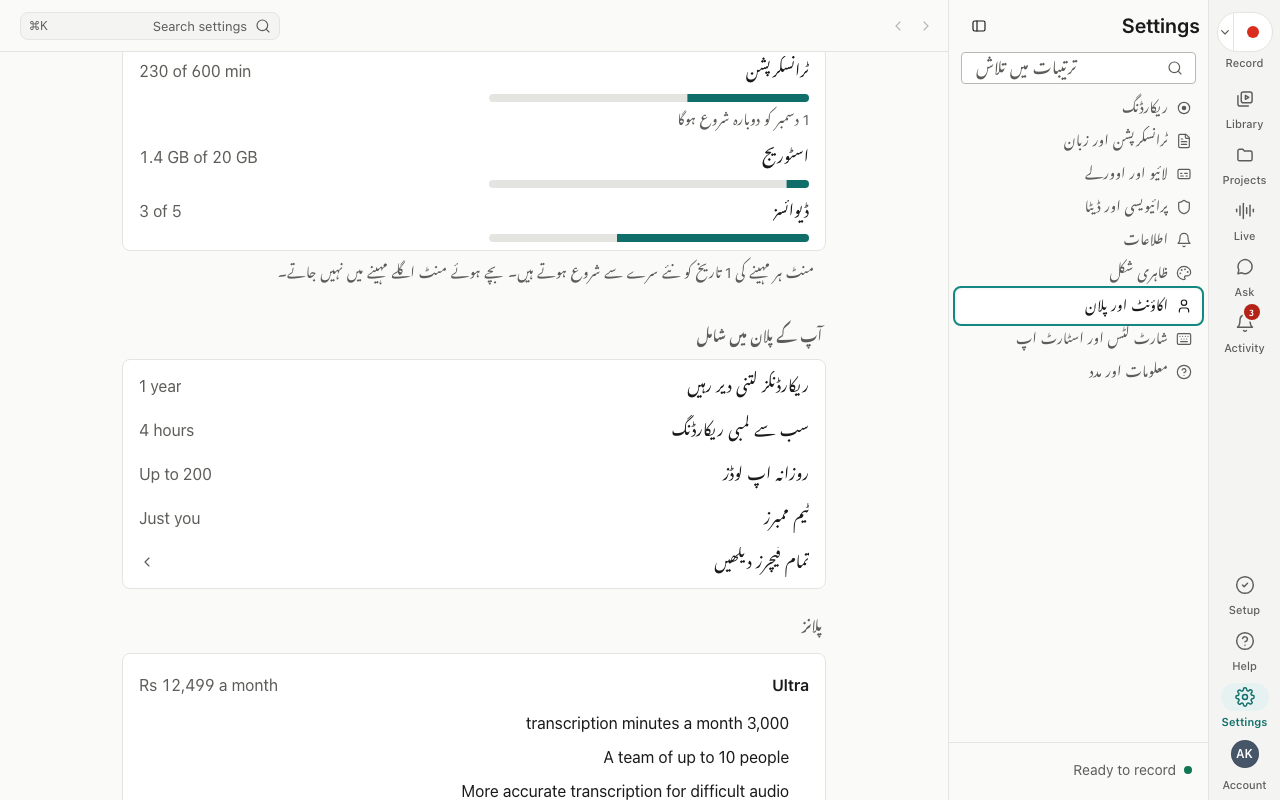 ⌘K
Search settings
Settings
ترتیبات میں تلاش
ریکارڈنگ
ٹرانسکرپشن اور زبان
لائیو اور اوورلے
پرائیویسی اور ڈیٹا
اطلاعات
ظاہری شکل
اکاؤنٹ اور پلان
شارٹ کٹس اور اسٹارٹ اپ
معلومات اور مدد
Ready to record
Record
Library
Projects
Live
Ask
3
Activity
Setup
Help
Settings
AK
Account
ٹرانسکرپشن
230 of 600 min
1 دسمبر کو دوبارہ شروع ہوگا
اسٹوریج
1.4 GB of 20 GB
ڈیوائسز
3 of 5
منٹ ہر مہینے کی 1 تاریخ کو نئے سرے سے شروع ہوتے ہیں۔ بچے ہوئے منٹ اگلے مہینے میں نہیں جاتے۔
آپ کے پلان میں شامل
ریکارڈنگز کتنی دیر رہیں
1 year
سب سے لمبی ریکارڈنگ
4 hours
روزانہ اپ لوڈز
Up to 200
ٹیم ممبرز
Just you
تمام فیچرز دیکھیں
پلانز
Ultra
Rs 12,499 a month
transcription minutes a month 3,000
A team of up to 10 people
More accurate transcription for difficult audio